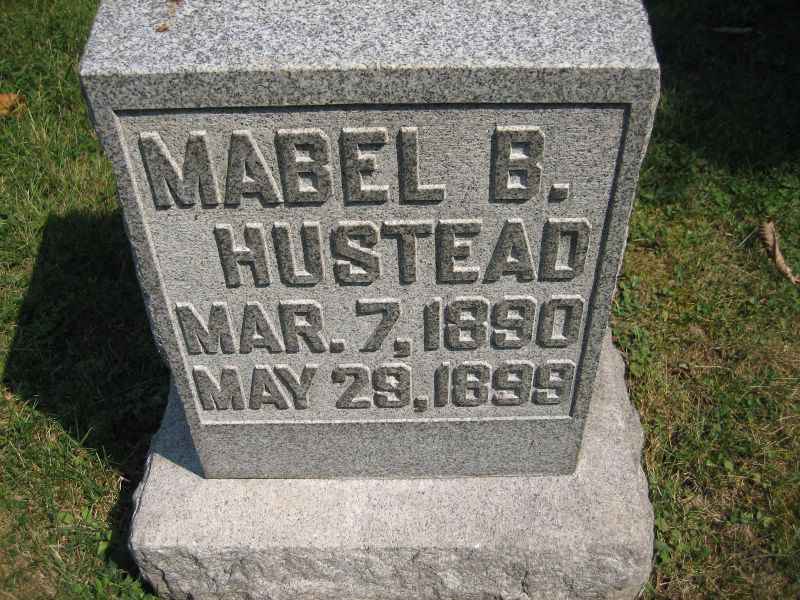 MABEL B.
HUSTEAD
MAR. 7, 1890
MAY 29, 1899